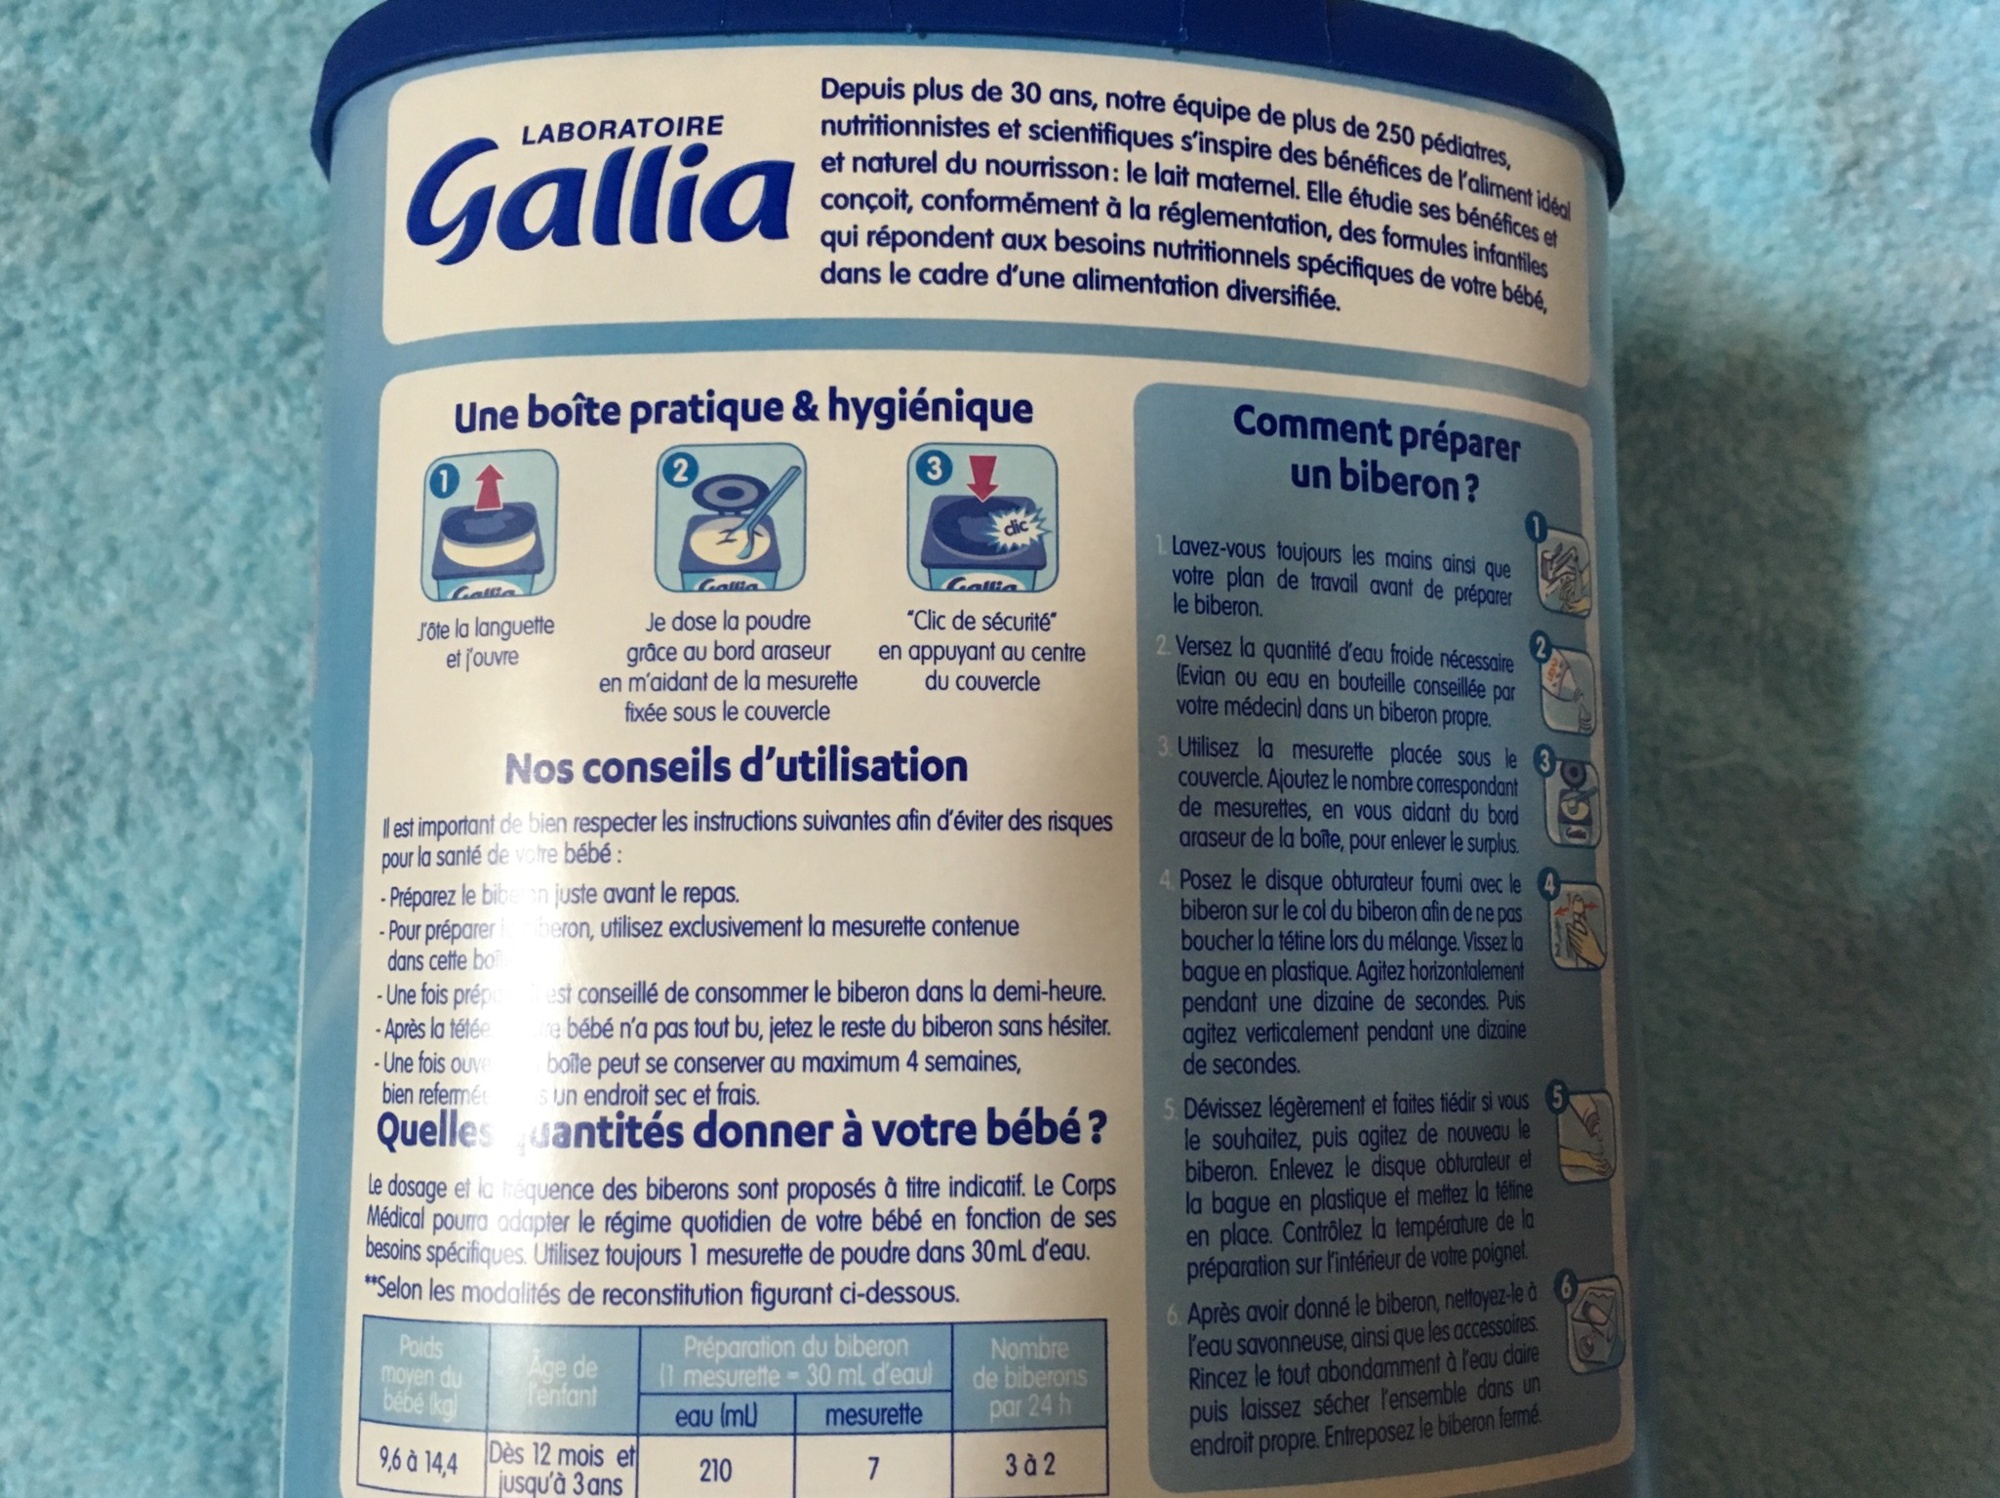 LABORATOIRE
Gallia
Depuis plus de 30 ans, notre équipe de plus de 250 pédiatres,
nutritionnistes et scientifiques s'inspire des bénéfices de l'aliment idéal
et naturel du nourrisson : le lait maternel. Elle étudie ses bénéfices et
conçoit, conformément à la réglementation, des formules infantiles
qui répondent aux besoins nutritionnels spécifiques de votre bébé,
dans le cadre d'une alimentation diversifiée.
Une boîte pratique & hygiénique
1
2
3
clic
Gallia
Gallia
Gallia
J'ôte la languette
et j'ouvre
Je dose la poudre
grâce au bord araseur
en m'aidant de la mesurette
fixée sous le couvercle
"Clic de sécurité"
en appuyant au centre
du couvercle
Nos conseils d'utilisation
Il est important de bien respecter les instructions suivantes afin d'éviter des risques
pour la santé de votre bébé :
- Préparez le biberon juste avant le repas.
- Pour préparer biberon, utilisez exclusivement la mesurette contenue
dans cette
- Une fois est conseillé de consommer le biberon dans la demi-heure.
- Après la tétée bébé n'a pas tout bu, jetez le reste du biberon sans hésiter.
- Une fois boîte peut se conserver au maximum 4 semaines,
bien un endroit sec et frais.
Quelles quantités donner à votre bébé ?
Le dosage et la fréquence des biberons sont proposés à titre indicatif. Le Corps
Médical pourra adapter le régime quotidien de votre bébé en fonction de ses
besoins spécifiques. Utilisez toujours 1 mesurette de poudre dans 30 mL d'eau.
**Selon les modalités de reconstitution figurant ci-dessous.
Poids
moyen du
bébé (kg)
Âge de
l'enfant
Préparation du biberon
(1 mesurette = 30 mL d'eau)
eau (mL)
mesurette
Nombre
de biberons
par 24 h
9,6 à 14,4
Dès 12 mois et
jusqu'à 3 ans
210
7
3 à 2
Comment préparer
un biberon ?
1. Lavez-vous toujours les mains ainsi que
votre plan de travail avant de préparer
le biberon.
1
2. Versez la quantité d'eau froide nécessaire
(Evian ou eau en bouteille conseillée par
votre médecin) dans un biberon propre.
2
3. Utilisez la mesurette placée sous le
couvercle. Ajoutez le nombre correspondant
de mesurettes, en vous aidant du bord
araseur de la boîte, pour enlever le surplus.
3
4. Posez le disque obturateur fourni avec le
biberon sur le col du biberon afin de ne pas
boucher la tétine lors du mélange. Vissez la
bague en plastique. Agitez horizontalement
pendant une dizaine de secondes. Puis
agitez verticalement pendant une dizaine
de secondes.
4
5. Dévissez légèrement et faites tiédir si vous
le souhaitez, puis agitez de nouveau le
biberon. Enlevez le disque obturateur et
la bague en plastique et mettez la tétine
en place. Contrôlez la température de la
préparation sur l'intérieur de votre poignet.
5
6. Après avoir donné le biberon, nettoyez-le à
l'eau savonneuse, ainsi que les accessoires.
Rincez le tout abondamment à l'eau claire
puis laissez sécher l'ensemble dans un
endroit propre. Entreposez le biberon fermé.
6